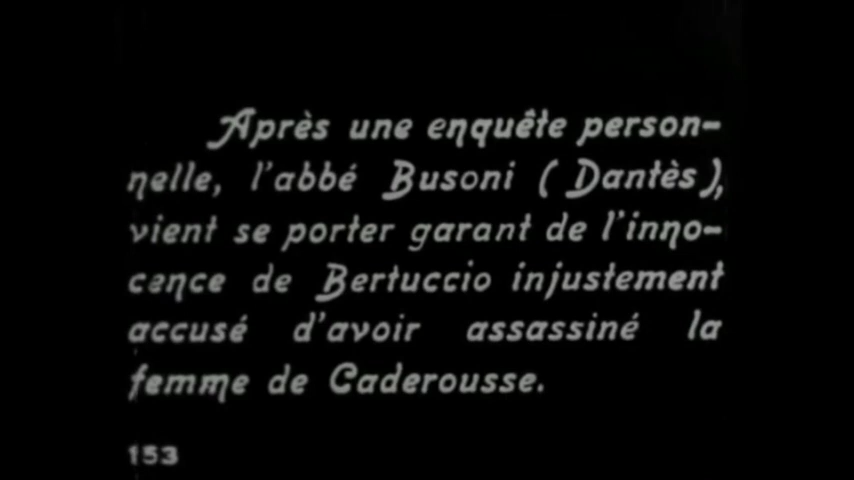 Après une enquête person-
nelle, l'abbé Busoni (Dantès),
vient se porter garant de l'inno-
cence de Bertuccio injustement
accusé d'avoir assassiné la
femme de Caderousse.
153